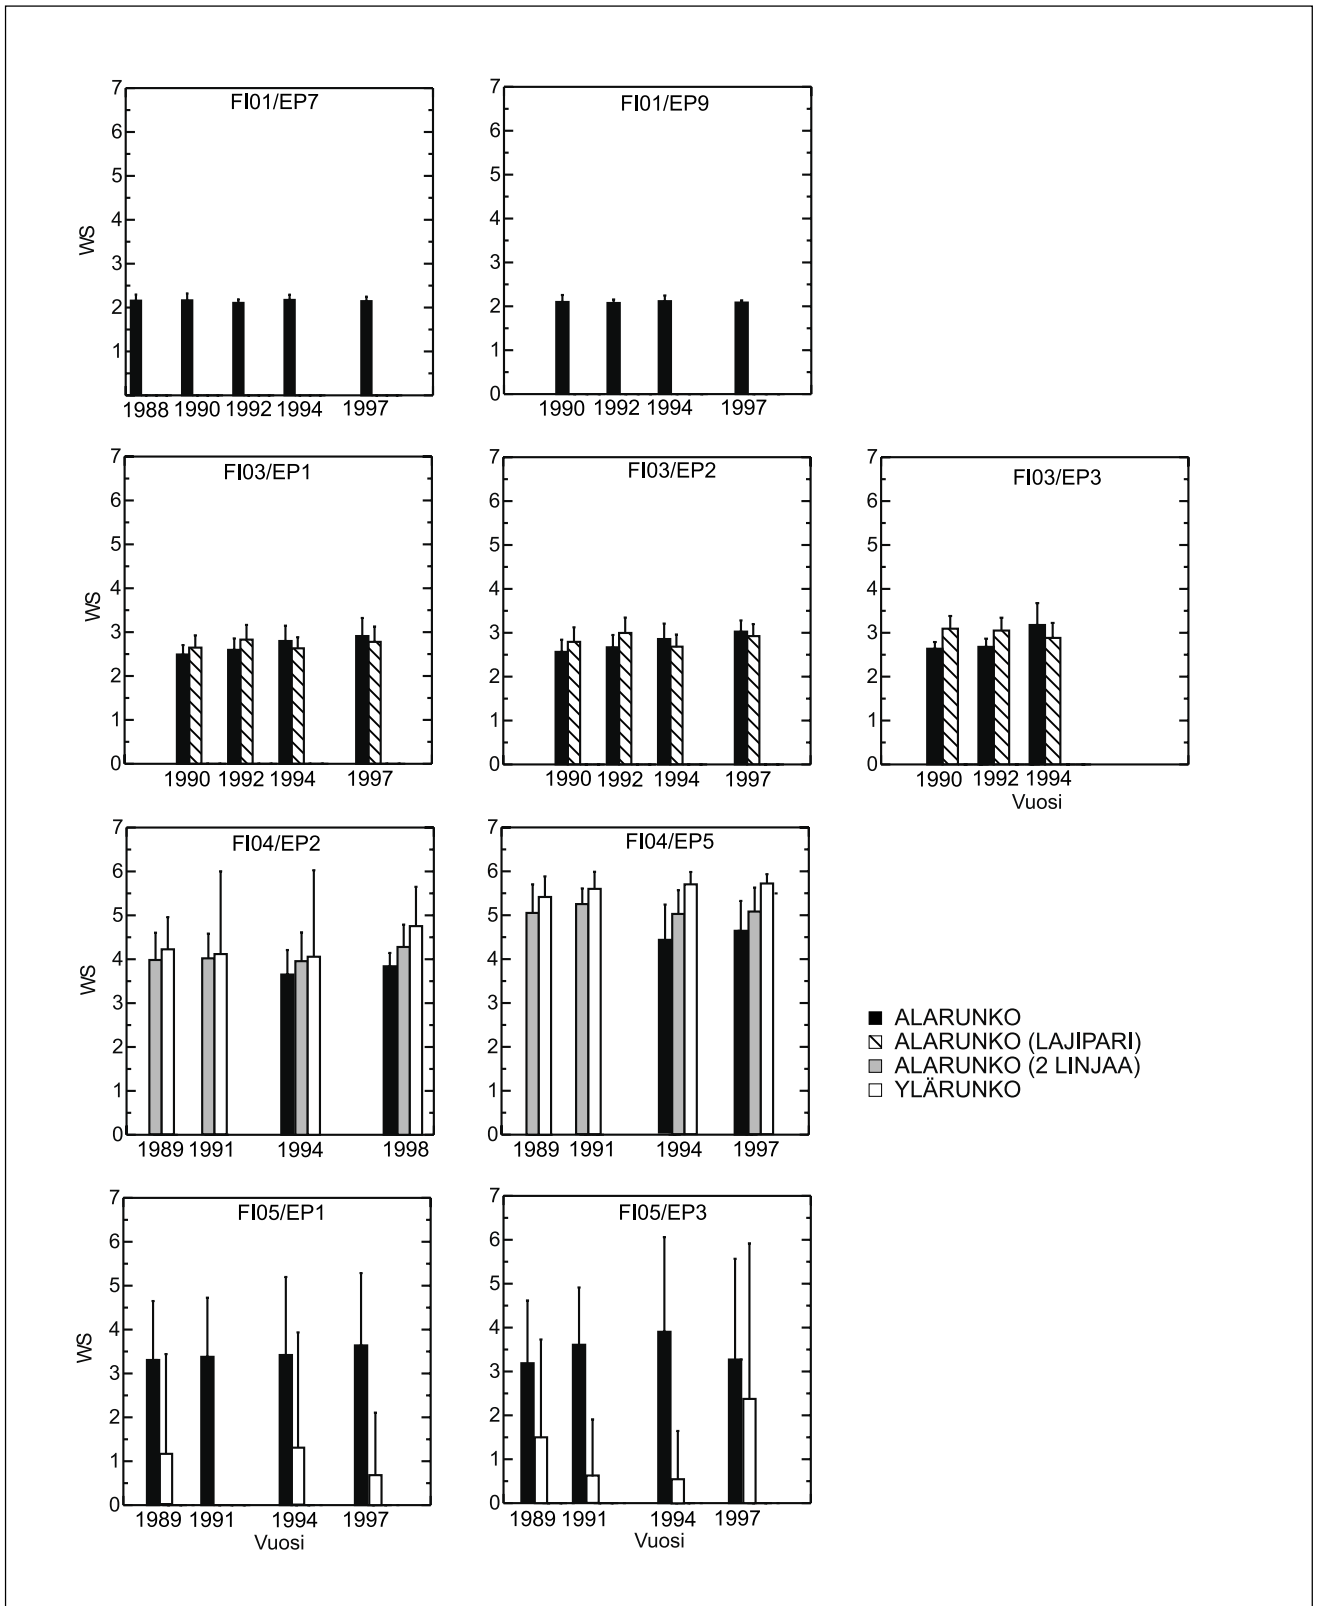 FI01/EP7
7
6
5
4
3
2
1
WS
1988 1990 1992 1994 1997
FI01/EP9
7
6
5
4
3
2
1
0
1990 1992 1994 1997
FI03/EP1
7
6
5
4
3
2
1
0
WS
1990 1992 1994 1997
FI03/EP2
7
6
5
4
3
2
1
0
1990 1992 1994 1997
FI03/EP3
7
6
5
4
3
2
1
0
1990 1992 1994
Vuosi
FI04/EP2
7
6
5
4
3
2
1
0
WS
1989 1991 1994 1998
FI04/EP5
7
6
5
4
3
2
1
0
1989 1991 1994 1997
ALARUNKO
ALARUNKO (LAJIPARI)
ALARUNKO (2 LINJAA)
YLÄRUNKO
FI05/EP1
7
6
5
4
3
2
1
0
WS
1989 1991 1994 1997
Vuosi
FI05/EP3
7
6
5
4
3
2
1
0
1989 1991 1994 1997
Vuosi